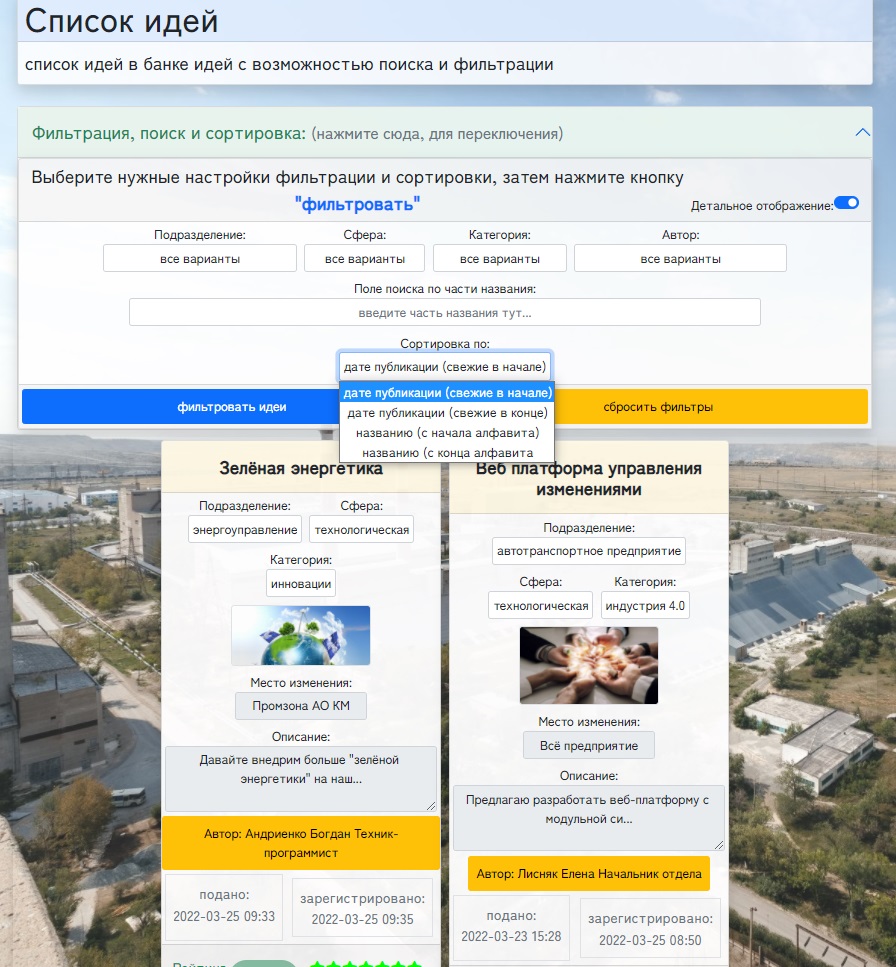 Список идей
список идей в банке идей с возможностью поиска и фильтрации
Фильтрация, поиск и сортировка: (нажмите сюда, для переключения)
Выберите нужные настройки фильтрации и сортировки, затем нажмите кнопку
"фильтровать"
Детальное отображение:
Подразделение: Сфера: Категория: Автор:
все варианты все варианты все варианты все варианты
Поле поиска по части названия:
введите часть названия тут...
Сортировка по:
дате публикации (свежие в начале)
дате публикации (свежие в начале)
дате публикации (свежие в конце)
названию (с начала алфавита)
названию (с конца алфавита
фильтровать идеи
сбросить фильтры
Зелёная энергетика
Подразделение: Сфера:
энергоуправление технологическая
Категория:
инновации
Место изменения:
Промзона АО КМ
Описание:
Давайте внедрим больше "зелёной
энергетики" на наш...
Автор: Андриенко Богдан Техник-
программист
подано: зарегистрировано:
2022-03-25 09:33 2022-03-25 09:35
Рейтинг
Веб платформа управления
изменениями
Подразделение:
автотранспортное предприятие
Сфера: Категория:
технологическая индустрия 4.0
Место изменения:
Всё предприятие
Описание:
Предлагаю разработать веб-платформу с
модульной си...
Автор: Лисняк Елена Начальник отдела
подано: зарегистрировано:
2022-03-23 15:28 2022-03-25 08:50